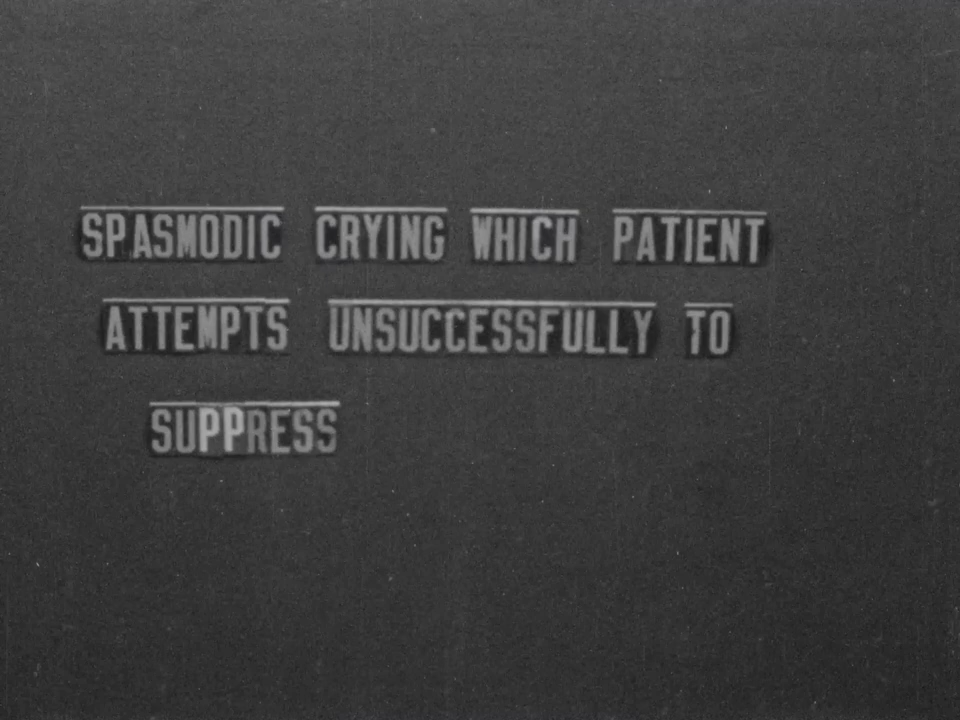 SPASMODIC CRYING WHICH PATIENT
ATTEMPTS UNSUCCESSFULLY TO
SUPPRESS